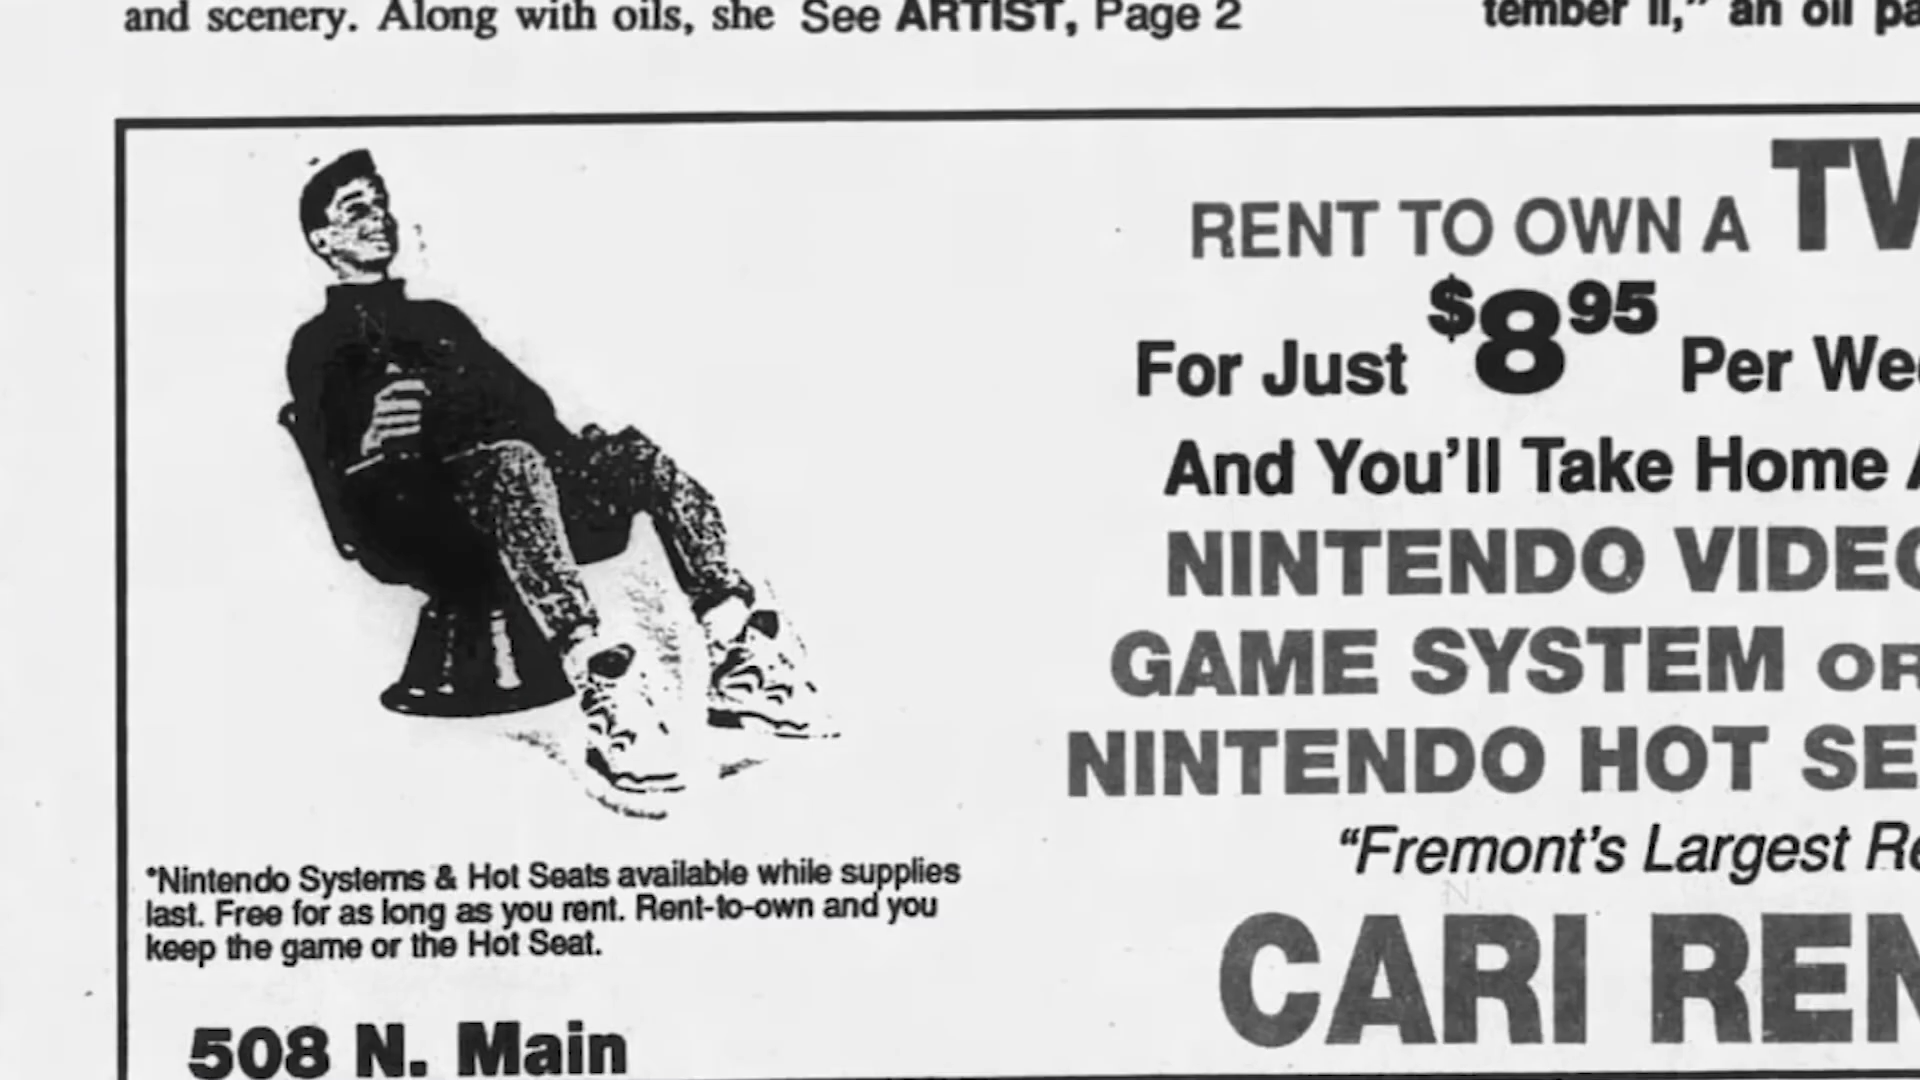 and scenery. Along with oils, she See ARTIST, Page 2
tember II," an oil pa
RENT TO OWN A TV
For Just $8 95 Per We
And You'll Take Home A
NINTENDO VIDEO
GAME SYSTEM OR
NINTENDO HOT SE
"Fremont's Largest Re
CARI REN
*Nintendo Systems & Hot Seats available while supplies
last. Free for as long as you rent. Rent-to-own and you
keep the game or the Hot Seat.
508 N. Main